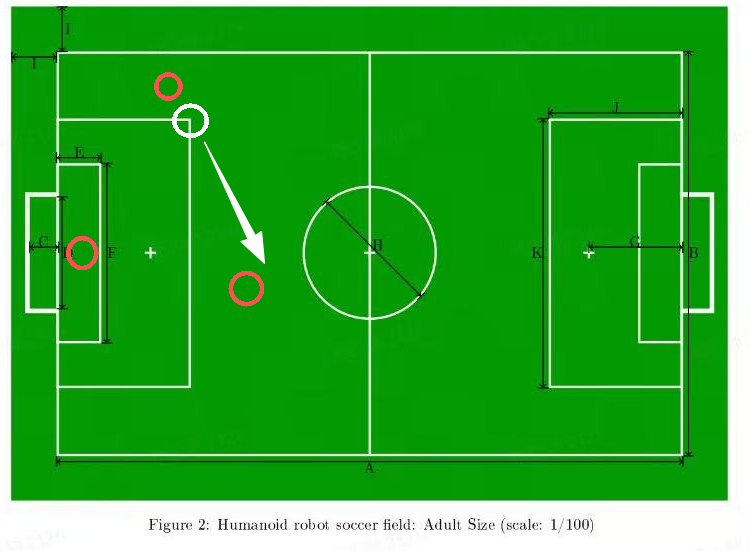 I
I
J
E
C
F
H
K
G
B
A
Figure 2: Humanoid robot soccer field: Adult Size (scale: 1/100)